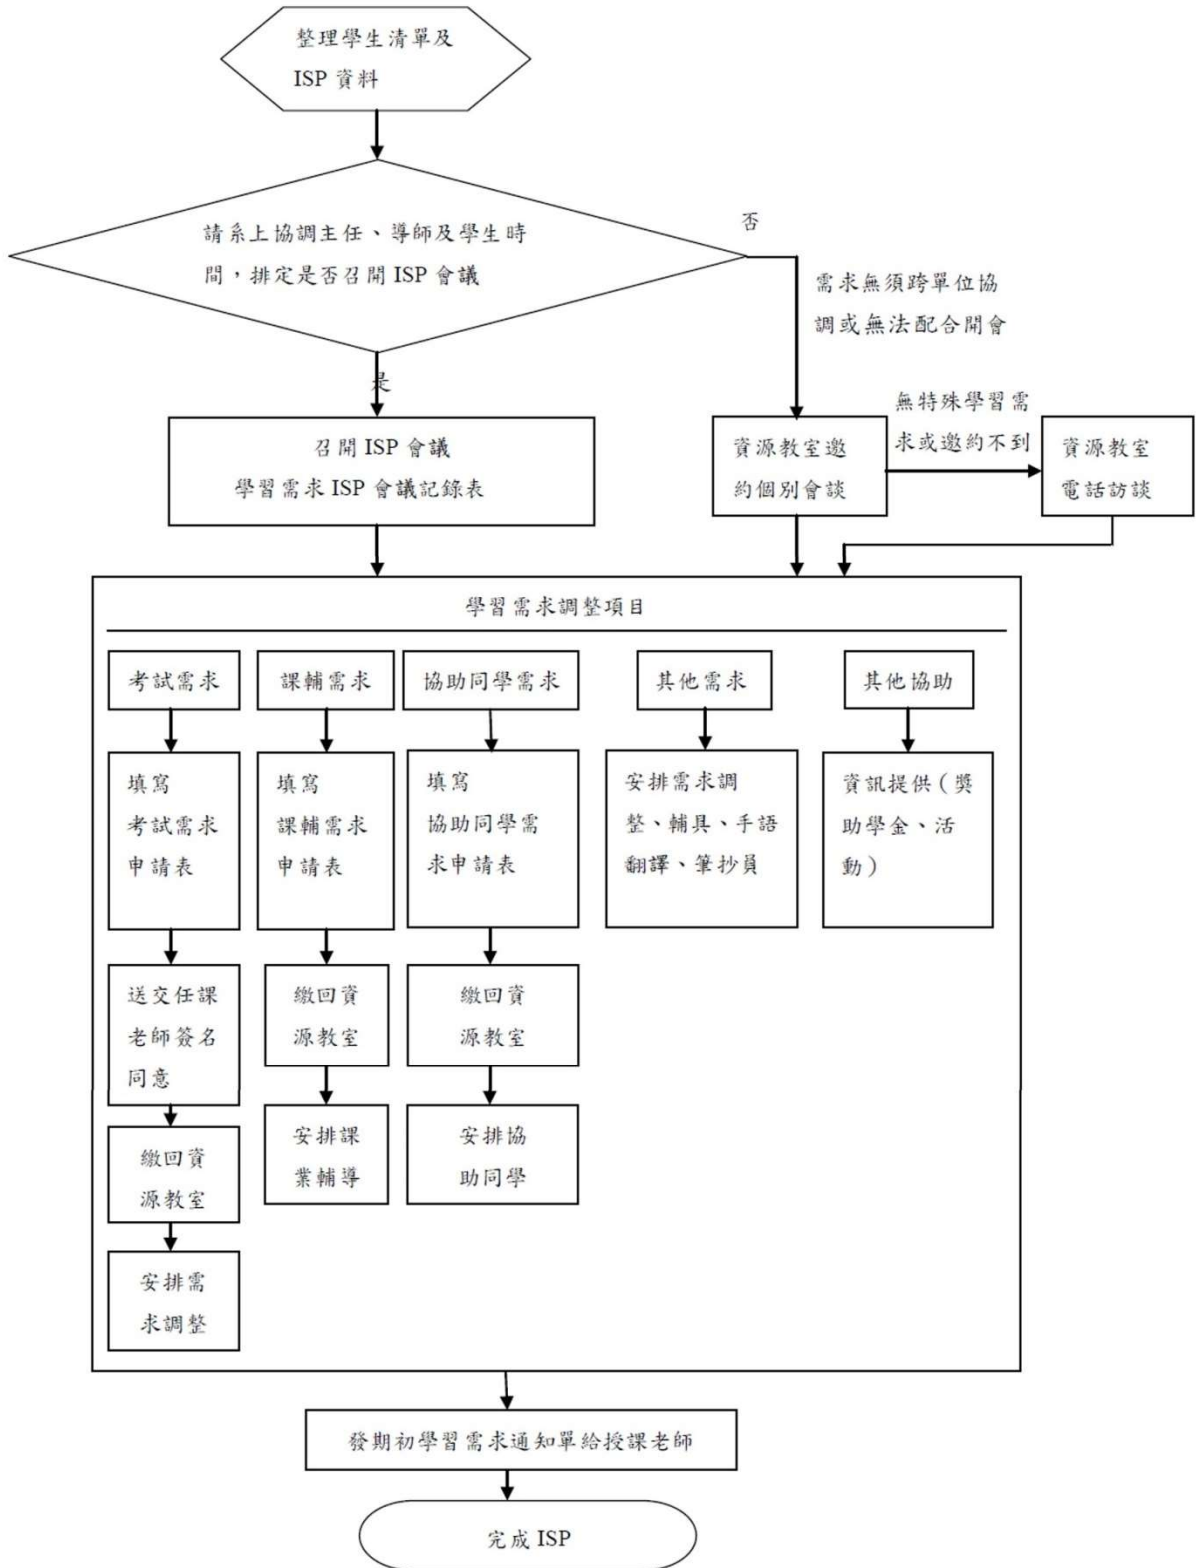 整理學生清單及
ISP 資料
請系上協調主任、導師及學生時
間，排定是否召開 ISP 會議
否
需求無須跨單位協
調或無法配合開會
是
召開 ISP 會議
學習需求 ISP 會議記錄表
資源教室邀
約個別會談
無特殊學習需
求或邀約不到
資源教室
電話訪談
學習需求調整項目
考試需求
填寫
考試需求
申請表
送交任課
老師簽名
同意
繳回資
源教室
安排需
求調整
課輔需求
填寫
課輔需求
申請表
繳回資
源教室
安排課
業輔導
協助同學需求
填寫
協助同學需
求申請表
繳回資
源教室
安排協
助同學
其他需求
安排需求調
整、輔具、手語
翻譯、筆抄員
其他協助
資訊提供（獎
助學金、活
動）
發期初學習需求通知單給授課老師
完成 ISP